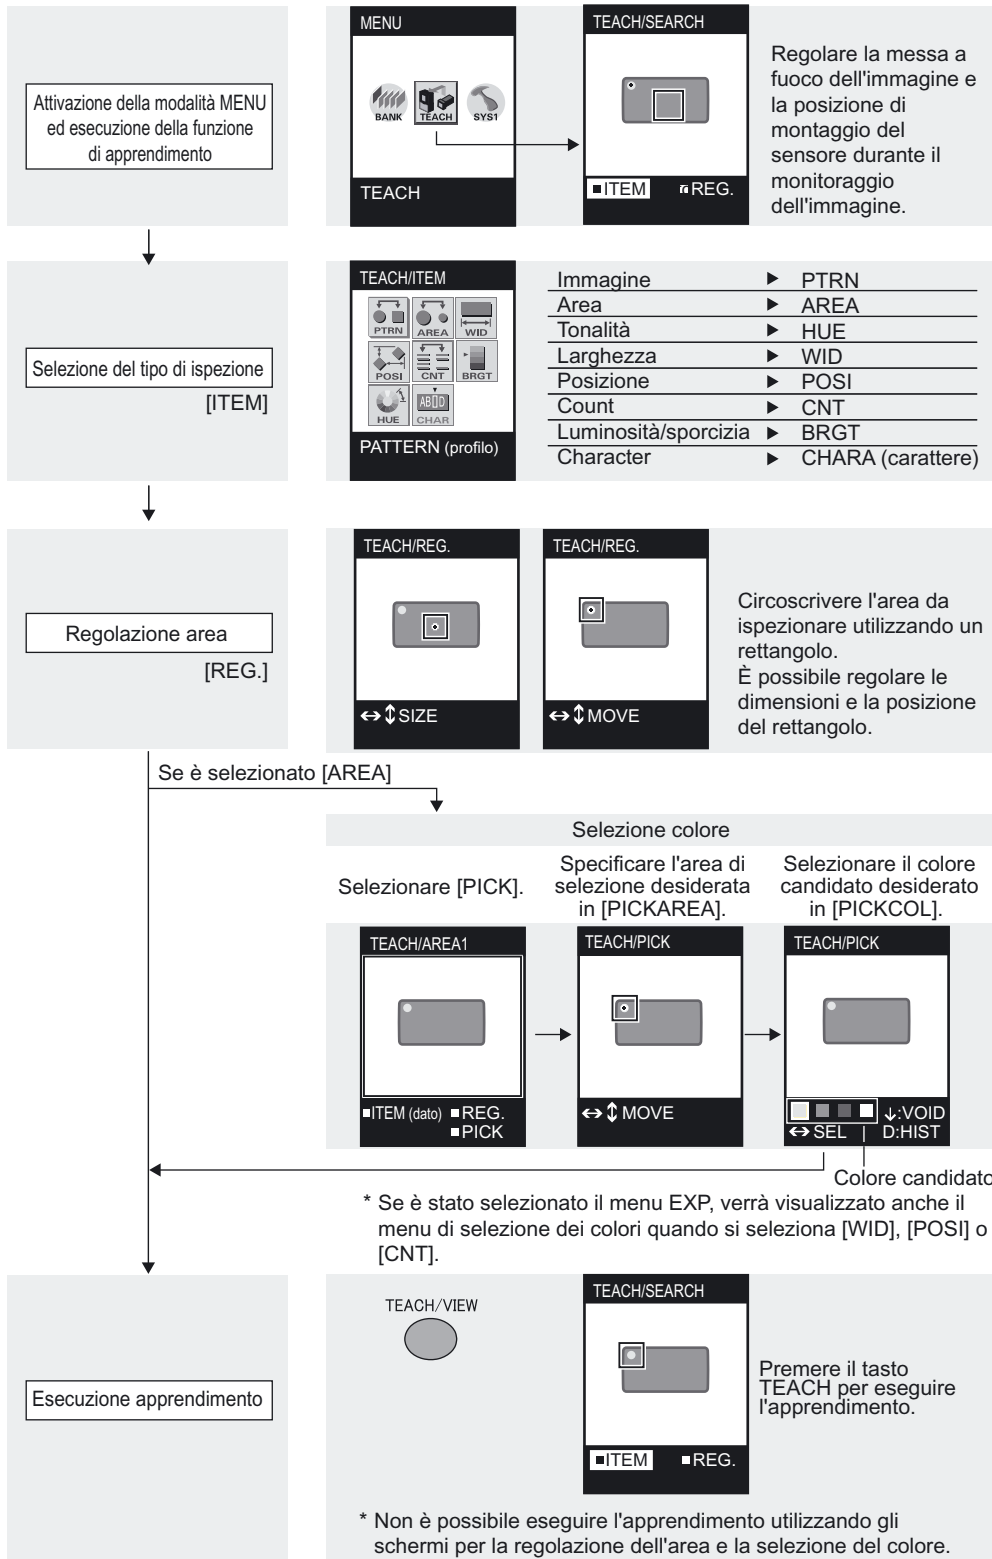 Attivazione della modalità MENU
ed esecuzione della funzione
di apprendimento
MENU
BANK TEACH SYS1
TEACH
TEACH/SEARCH
■ITEM REG.
Regolare la messa a
fuoco dell'immagine e
la posizione di
montaggio del
sensore durante il
monitoraggio
dell'immagine.
Selezione del tipo di ispezione
[ITEM]
TEACH/ITEM
PTRN AREA WID
POSI CNT BRGT
HUE CHAR
PATTERN (profilo)
Immagine ▶ PTRN
Area ▶ AREA
Tonalità ▶ HUE
Larghezza ▶ WID
Posizione ▶ POSI
Count ▶ CNT
Luminosità/sporcizia ▶ BRGT
Character ▶ CHARA (carattere)
Regolazione area
[REG.]
TEACH/REG.
↔↕SIZE
TEACH/REG.
↔↕MOVE
Circoscrivere l'area da
ispezionare utilizzando un
rettangolo.
È possibile regolare le
dimensioni e la posizione
del rettangolo.
Se è selezionato [AREA]
Selezione colore
Selezionare [PICK].
Specificare l'area di
selezione desiderata
in [PICKAREA].
Selezionare il colore
candidato desiderato
in [PICKCOL].
TEACH/AREA1
■ITEM (dato) ■REG.
■PICK
TEACH/PICK
↔↕MOVE
TEACH/PICK
↓:VOID
↔ SEL D:HIST
Colore candidato
* Se è stato selezionato il menu EXP, verrà visualizzato anche il
menu di selezione dei colori quando si seleziona [WID], [POSI] o
[CNT].
Esecuzione apprendimento
TEACH/VIEW
TEACH/SEARCH
■ITEM ■REG.
Premere il tasto
TEACH per eseguire
l'apprendimento.
* Non è possibile eseguire l'apprendimento utilizzando gli
schermi per la regolazione dell'area e la selezione del colore.